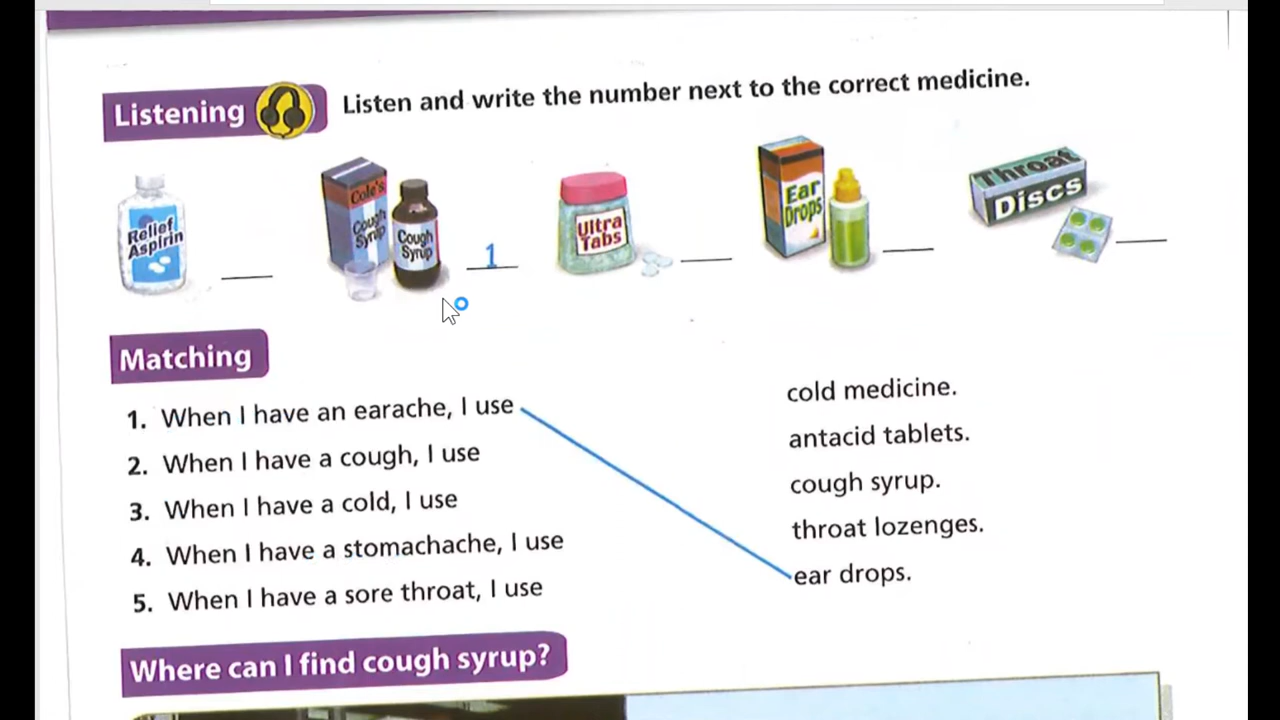 Listening
Listen and write the number next to the correct medicine.
Relief
Aspirin
Cole's
Cough
Syrup
Cough
Syrup
1
Ultra
Tabs
Ear
Drops
Throat
Discs
Matching
1. When I have an earache, I use
2. When I have a cough, I use
3. When I have a cold, I use
4. When I have a stomachache, I use
5. When I have a sore throat, I use
cold medicine.
antacid tablets.
cough syrup.
throat lozenges.
ear drops.
Where can I find cough syrup?